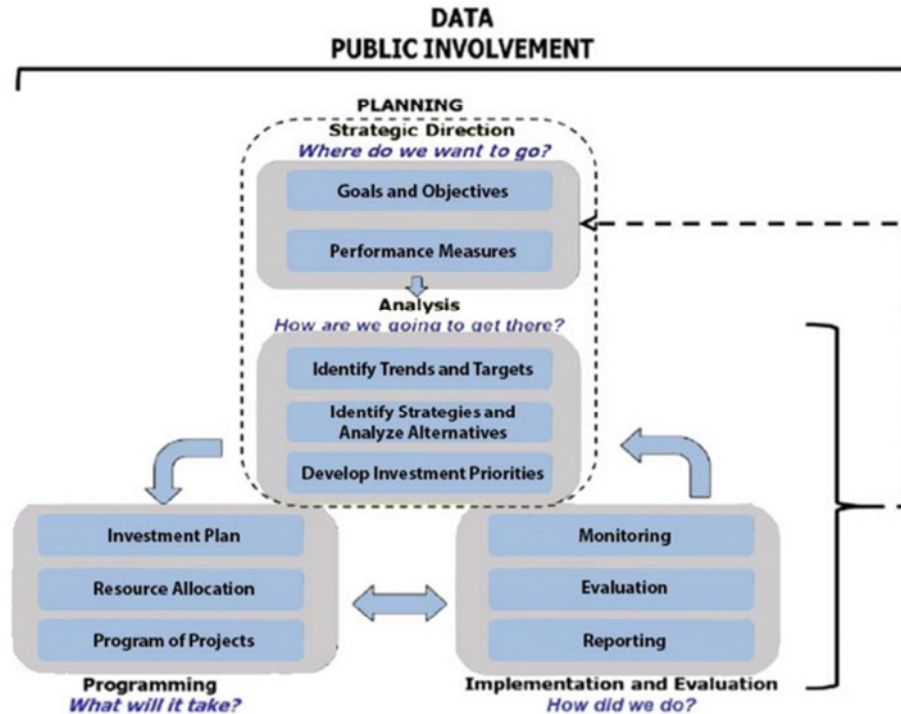 DATA
PUBLIC INVOLVEMENT
PLANNING
Strategic Direction
Where do we want to go?
Goals and Objectives
Performance Measures
Analysis
How are we going to get there?
Identify Trends and Targets
Identify Strategies and
Analyze Alternatives
Develop Investment Priorities
Investment Plan
Resource Allocation
Program of Projects
Programming
What will it take?
Monitoring
Evaluation
Reporting
Implementation and Evaluation
How did we do?